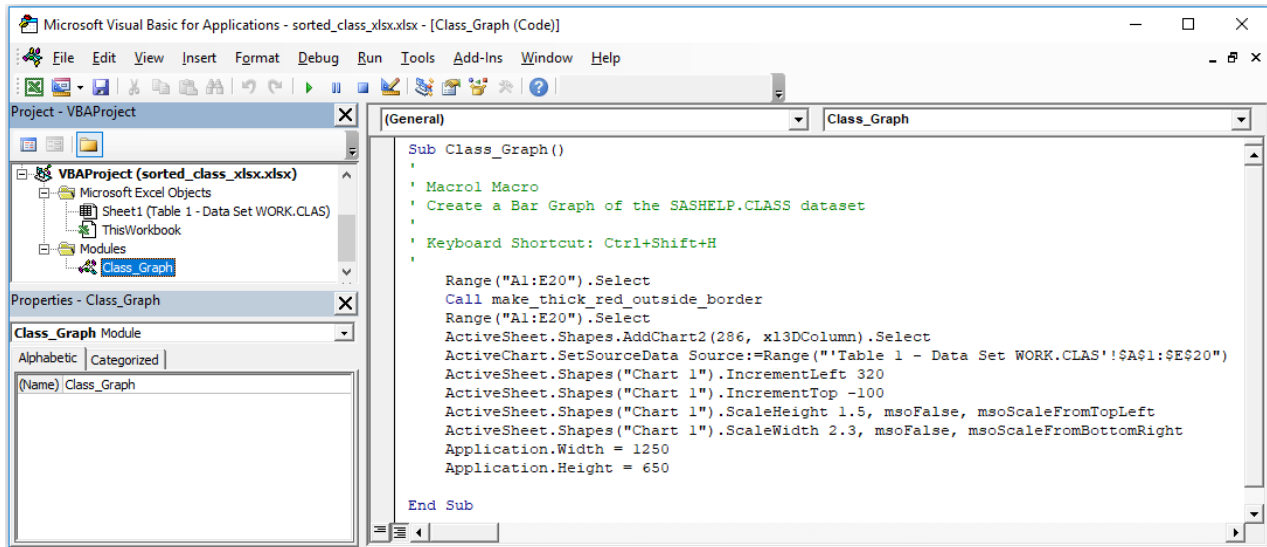 Microsoft Visual Basic for Applications - sorted_class_xlsx.xlsx - [Class_Graph (Code)]
File Edit View Insert Format Debug Run Tools Add-Ins Window Help
Project - VBAProject
VBAProject (sorted_class_xlsx.xlsx)
Microsoft Excel Objects
Sheet1 (Table 1 - Data Set WORK.CLAS)
ThisWorkbook
Modules
Class_Graph
Properties - Class_Graph
Class_Graph Module
Alphabetic Categorized
(Name) Class_Graph
(General) Class_Graph
Sub Class_Graph()
'
' Macro1 Macro
' Create a Bar Graph of the SASHELP.CLASS dataset
'
' Keyboard Shortcut: Ctrl+Shift+H
'
Range("A1:E20").Select
Call make_thick_red_outside_border
Range("A1:E20").Select
ActiveSheet.Shapes.AddChart2(286, xl3DColumn).Select
ActiveChart.SetSourceData Source:=Range("'Table 1 - Data Set WORK.CLAS'!$A$1:$E$20")
ActiveSheet.Shapes("Chart 1").IncrementLeft 320
ActiveSheet.Shapes("Chart 1").IncrementTop -100
ActiveSheet.Shapes("Chart 1").ScaleHeight 1.5, msoFalse, msoScaleFromTopLeft
ActiveSheet.Shapes("Chart 1").ScaleWidth 2.3, msoFalse, msoScaleFromBottomRight
Application.Width = 1250
Application.Height = 650
End Sub